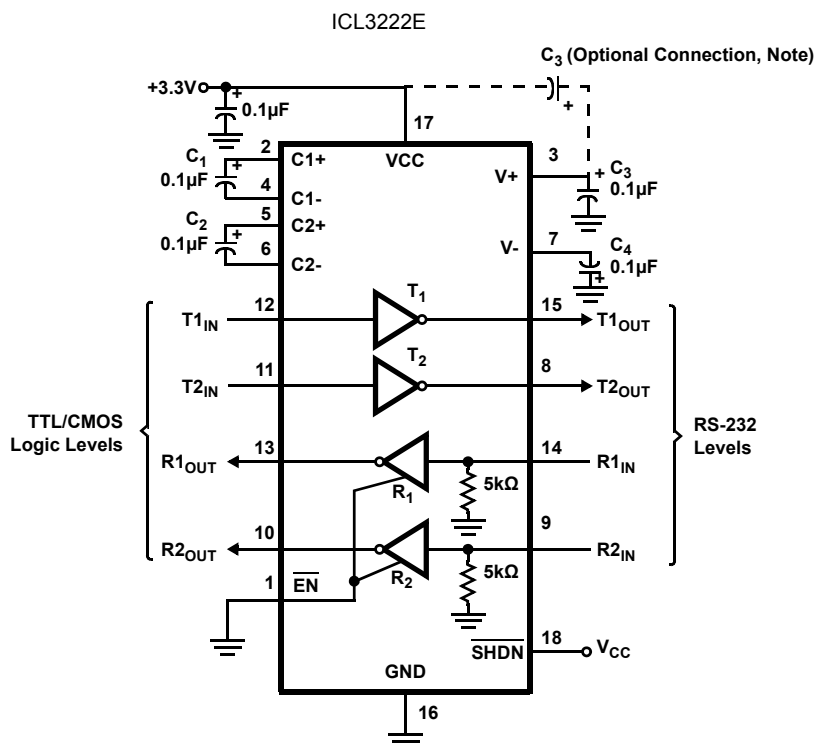 ICL3222E
C3 (Optional Connection, Note)
+3.3V
+
0.1µF
17
+
2
C1+
VCC
3
C1
0.1µF
+
4
C1-
V+
+
C3
0.1µF
5
C2+
C2
0.1µF
+
6
C2-
7
V-
C4
0.1µF
+
T1IN
12
T1
15
T1OUT
T2IN
11
T2
8
T2OUT
TTL/CMOS
Logic Levels
RS-232
Levels
R1OUT
13
R1
5kΩ
14
R1IN
R2OUT
10
R2
5kΩ
9
R2IN
1
EN
SHDN
18
VCC
GND
16